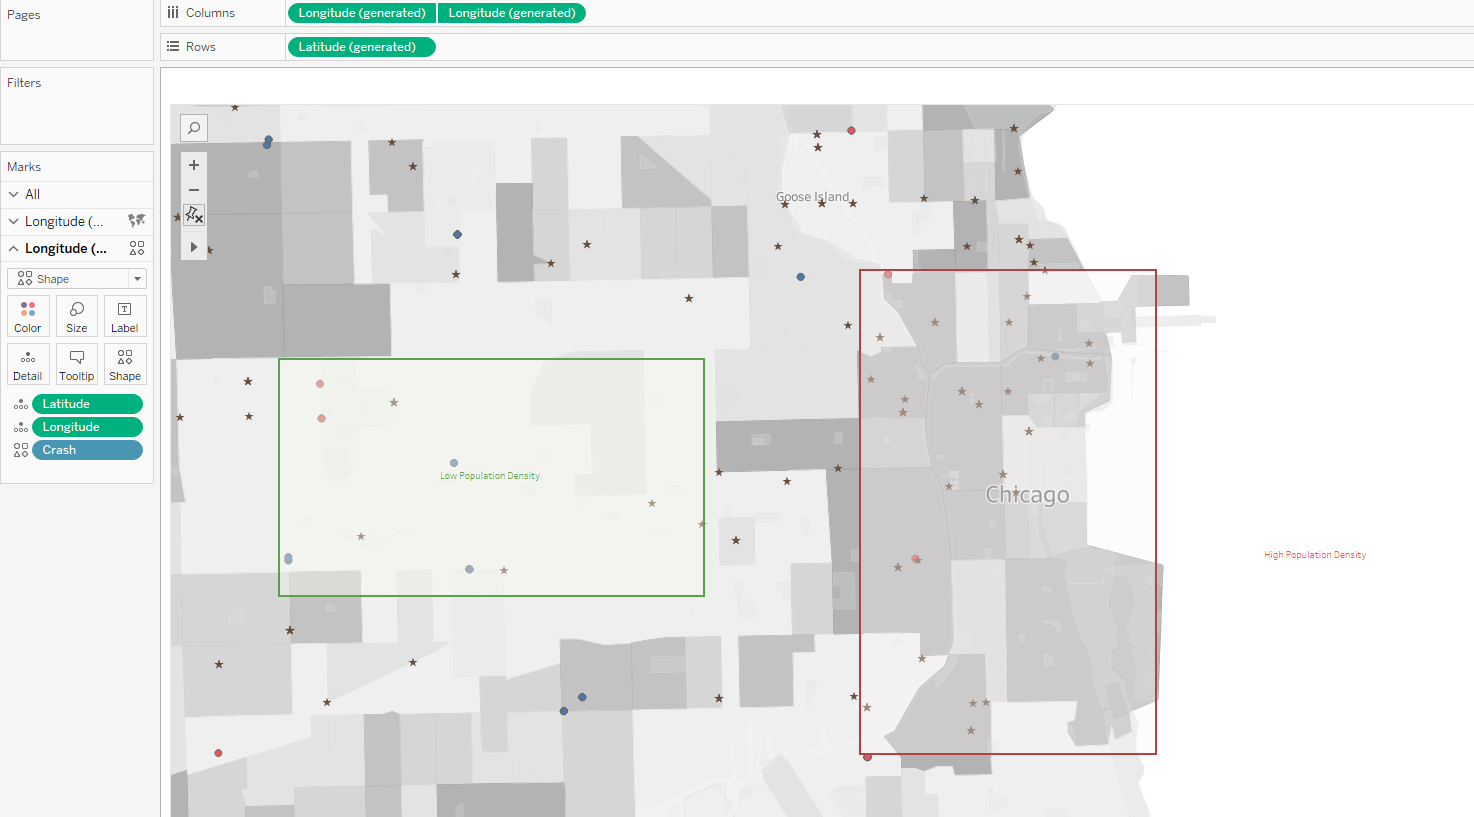 Pages
Columns
Longitude (generated)
Longitude (generated)
Rows
Latitude (generated)
Filters
Marks
All
Longitude (...
Longitude (...
Shape
Color
Size
Label
Detail
Tooltip
Shape
Latitude
Longitude
Crash
Goose Island
Low Population Density
Chicago
High Population Density